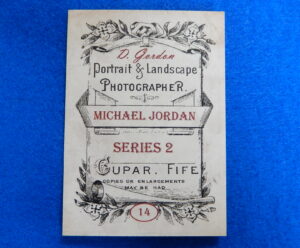 D. Gordon
Portrait & Landscape
PHOTOGRAPHER.
MICHAEL JORDAN
SERIES 2
CUPAR, FIFE
COPIES OR ENLARGEMENTS
MAY BE HAD
14